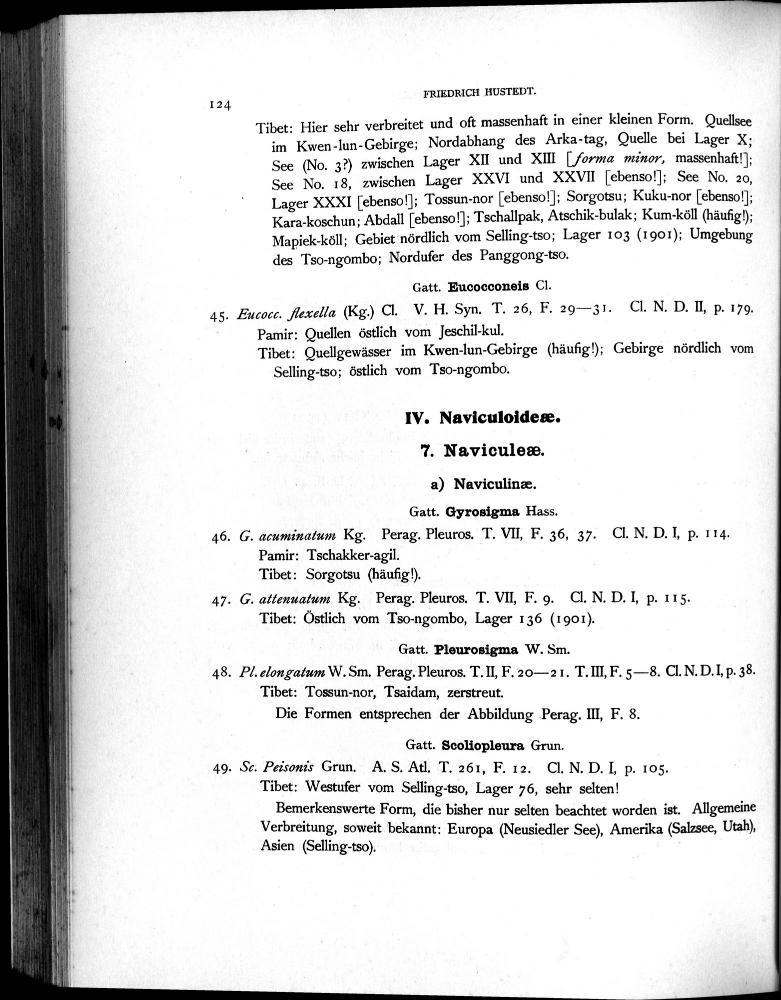 FRIEDRICH HUSTEDT.
124
Tibet: Hier sehr verbreitet und oft massenhaft in einer kleinen Form. Quellsee
im Kwen-lun-Gebirge; Nordabhang des Arka-tag, Quelle bei Lager X;
See (No. 3?) zwischen Lager XII und XIII [forma minor, massenhaft!];
See No. 18, zwischen Lager XXVI und XXVII [ebenso!]; See No. 20,
Lager XXXI [ebenso!]; Tossun-nor [ebenso!]; Sorgotsu; Kuku-nor [ebenso!];
Kara-koschun; Abdall [ebenso!]; Tschallpak, Atschik-bulak; Kum-köll (häufig!);
Mapiek-köll; Gebiet nördlich vom Selling-tso; Lager 103 (1901); Umgebung
des Tso-ngombo; Nordufer des Panggong-tso.
Gatt. Eucocconeis Cl.
45. Eucocc. flexella (Kg.) Cl. V. H. Syn. T. 26, F. 29—31. Cl. N. D. II, p. 179.
Pamir: Quellen östlich vom Jeschil-kul.
Tibet: Quellgewässer im Kwen-lun-Gebirge (häufig!); Gebirge nördlich vom
Selling-tso; östlich vom Tso-ngombo.
IV. Naviculoideæ.
7. Naviculeæ.
a) Naviculinæ.
Gatt. Gyrosigma Hass.
46. G. acuminatum Kg. Perag. Pleuros. T. VII, F. 36, 37. Cl. N. D. I, p. 114.
Pamir: Tschakker-agil.
Tibet: Sorgotsu (häufig!).
47. G. attenuatum Kg. Perag. Pleuros. T. VII, F. 9. Cl. N. D. I, p. 115.
Tibet: Östlich vom Tso-ngombo, Lager 136 (1901).
Gatt. Pleurosigma W. Sm.
48. Pl. elongatum W. Sm. Perag. Pleuros. T. II, F. 20—21. T. III, F. 5—8. Cl. N. D. I, p. 38.
Tibet: Tossun-nor, Tsaidam, zerstreut.
Die Formen entsprechen der Abbildung Perag. III, F. 8.
Gatt. Scoliopleura Grun.
49. Sc. Peisonis Grun. A. S. Atl. T. 261, F. 12. Cl. N. D. I, p. 105.
Tibet: Westufer vom Selling-tso, Lager 76, sehr selten!
Bemerkenswerte Form, die bisher nur selten beachtet worden ist. Allgemeine
Verbreitung, soweit bekannt: Europa (Neusiedler See), Amerika (Salzsee, Utah),
Asien (Selling-tso).